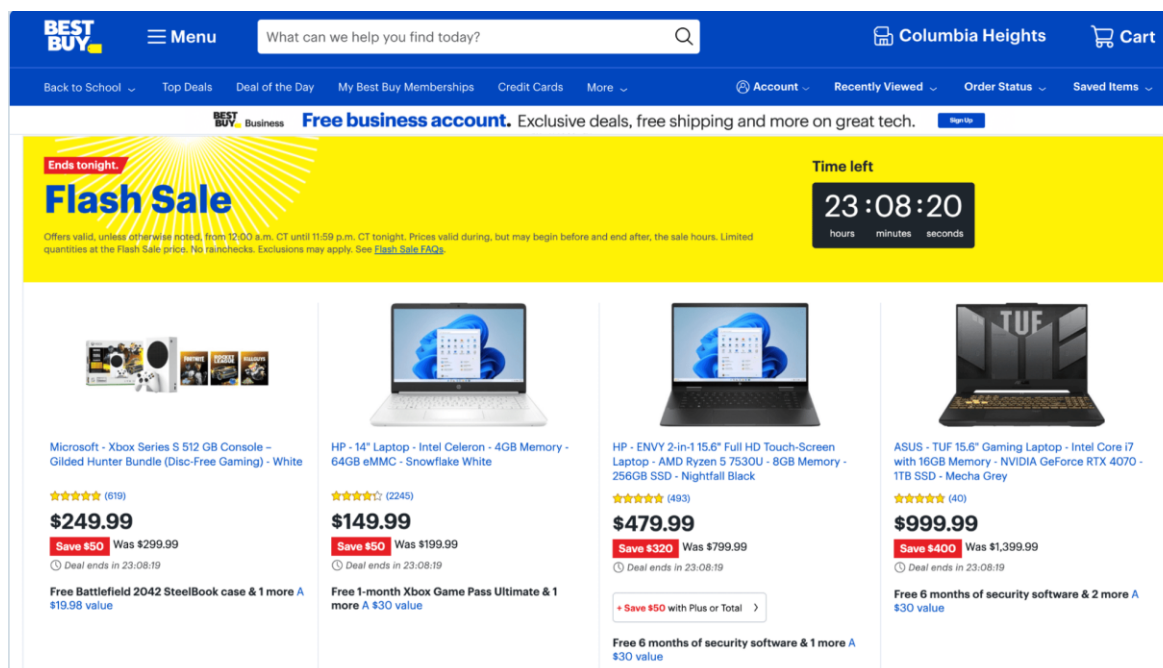 BEST BUY
Menu
What can we help you find today?
Columbia Heights
Cart
Back to School
Top Deals
Deal of the Day
My Best Buy Memberships
Credit Cards
More
Account
Recently Viewed
Order Status
Saved Items
BEST BUY Business Free business account. Exclusive deals, free shipping and more on great tech. Sign Up
Ends tonight.
Flash Sale
Offers valid, unless otherwise noted, from 12:00 a.m. CT until 11:59 p.m. CT tonight. Prices valid during, but may begin before and end after, the sale hours. Limited
quantities at the Flash Sale price. No rainchecks. Exclusions may apply. See Flash Sale FAQs.
Time left
23:08:20
hours minutes seconds
FORTNITE
ROCKET LEAGUE
FALL GUYS
Microsoft - Xbox Series S 512 GB Console –
Gilded Hunter Bundle (Disc-Free Gaming) - White
(619)
$249.99
Save $50 Was $299.99
Deal ends in 23:08:19
Free Battlefield 2042 SteelBook case & 1 more A
$19.98 value
HP - 14" Laptop - Intel Celeron - 4GB Memory -
64GB eMMC - Snowflake White
(2245)
$149.99
Save $50 Was $199.99
Deal ends in 23:08:19
Free 1-month Xbox Game Pass Ultimate & 1
more A $30 value
HP - ENVY 2-in-1 15.6" Full HD Touch-Screen
Laptop - AMD Ryzen 5 7530U - 8GB Memory -
256GB SSD - Nightfall Black
(493)
$479.99
Save $320 Was $799.99
Deal ends in 23:08:19
+ Save $50 with Plus or Total
Free 6 months of security software & 1 more A
$30 value
TUF
ASUS - TUF 15.6" Gaming Laptop - Intel Core i7
with 16GB Memory - NVIDIA GeForce RTX 4070 -
1TB SSD - Mecha Grey
(40)
$999.99
Save $400 Was $1,399.99
Deal ends in 23:08:19
Free 6 months of security software & 2 more A
$30 value